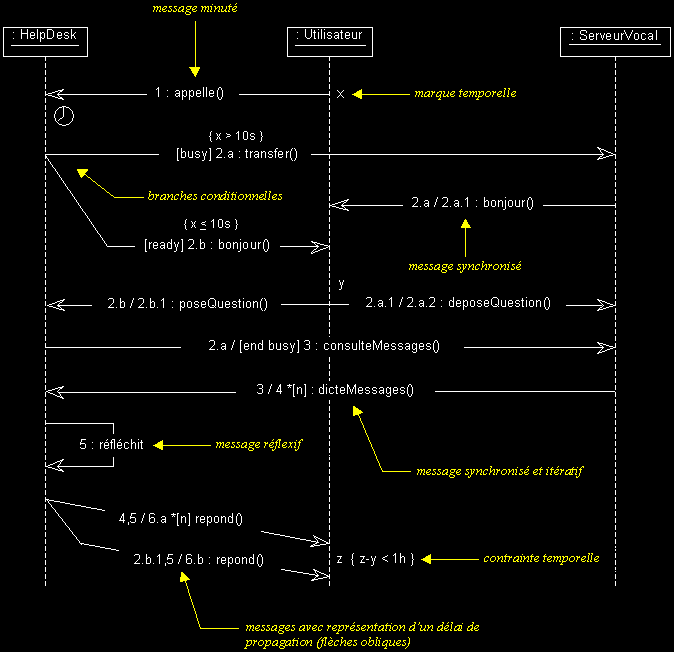 message minuté
: HelpDesk
: Utilisateur
: ServeurVocal
1 : appelle()
x
marque temporelle
{ x > 10s }
[busy] 2.a : transfer()
branches conditionnelles
2.a / 2.a.1 : bonjour()
{ x ≤ 10s }
[ready] 2.b : bonjour()
message synchronisé
y
2.b / 2.b.1 : poseQuestion()
2.a.1 / 2.a.2 : deposeQuestion()
2.a / [end busy] 3 : consulteMessages()
3 / 4 *[n] : dicteMessages()
5 : réfléchit
message réflexif
message synchronisé et itératif
4,5 / 6.a *[n] repond()
2.b.1,5 / 6.b : repond()
z { z-y < 1h }
contrainte temporelle
messages avec représentation d'un délai de
propagation (flèches obliques)